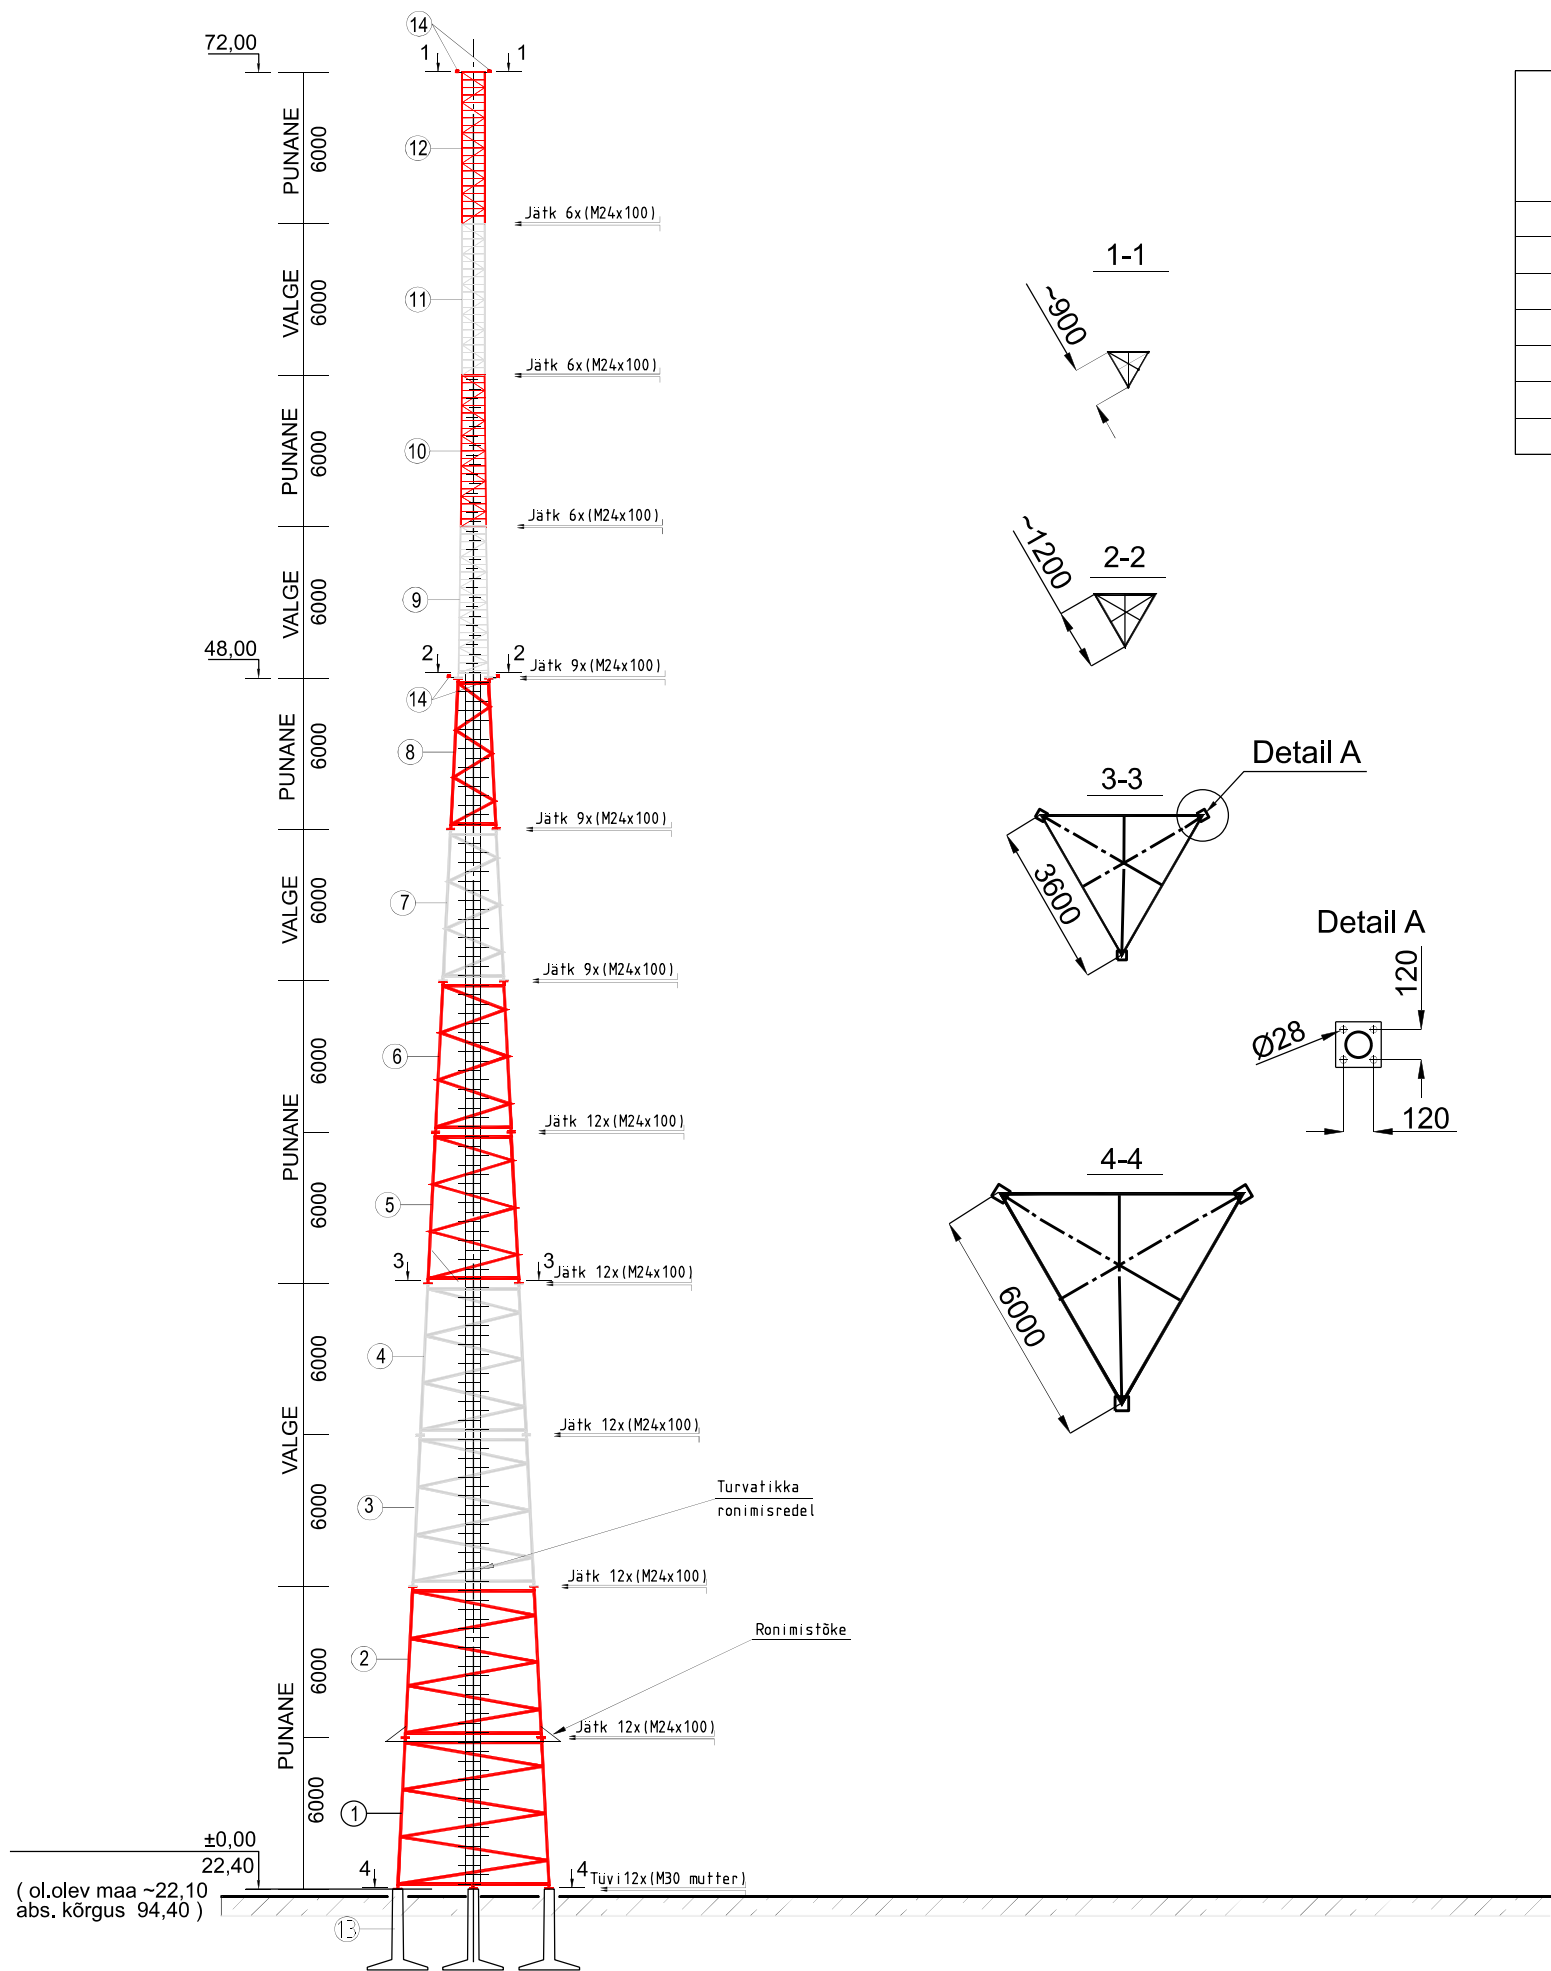 14
72,00
1 1
PUNANE
6000
12
Jätk 6x(M24x100)
VALGE
6000
11
1-1
~900
Jätk 6x(M24x100)
PUNANE
6000
10
Jätk 6x(M24x100)
VALGE
6000
9
~1200
2-2
48,00
2 2
Jätk 9x(M24x100)
14
PUNANE
6000
8
Detail A
3-3
Jätk 9x(M24x100)
VALGE
6000
7
3600
Detail A
120
Ø28
120
Jätk 9x(M24x100)
PUNANE
6000
6
Jätk 12x(M24x100)
6000
5
4-4
6000
3 3
Jätk 12x(M24x100)
VALGE
6000
4
Jätk 12x(M24x100)
6000
3
Turvatikka
ronimisredel
Jätk 12x(M24x100)
PUNANE
6000
2
Ronimistõke
Jätk 12x(M24x100)
6000
1
±0,00
22,40
4 4
Tüvi12x(M30 mutter)
( ol.olev maa ~22,10
abs. kõrgus 94,40 )
13